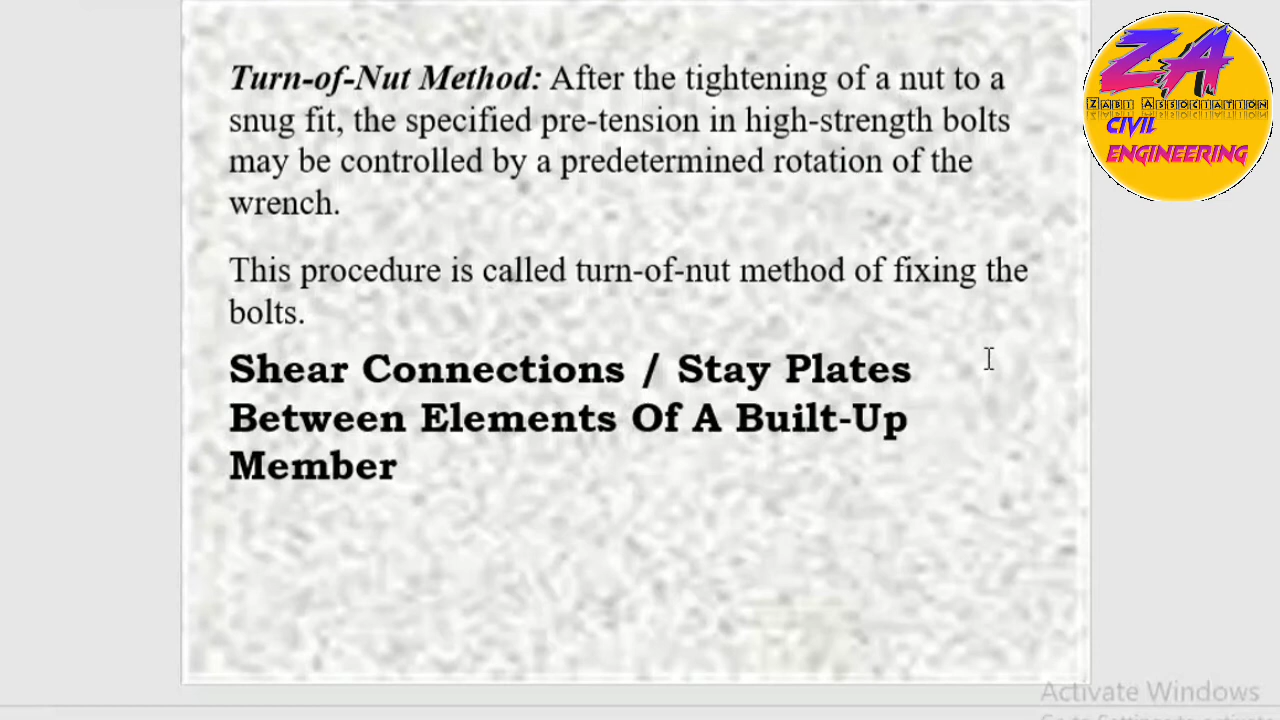 Turn-of-Nut Method: After the tightening of a nut to a
snug fit, the specified pre-tension in high-strength bolts
may be controlled by a predetermined rotation of the
wrench.
This procedure is called turn-of-nut method of fixing the
bolts.
Shear Connections / Stay Plates
Between Elements Of A Built-Up
Member
ZA
Zabi Association
CIVIL
ENGINEERING
Activate Windows